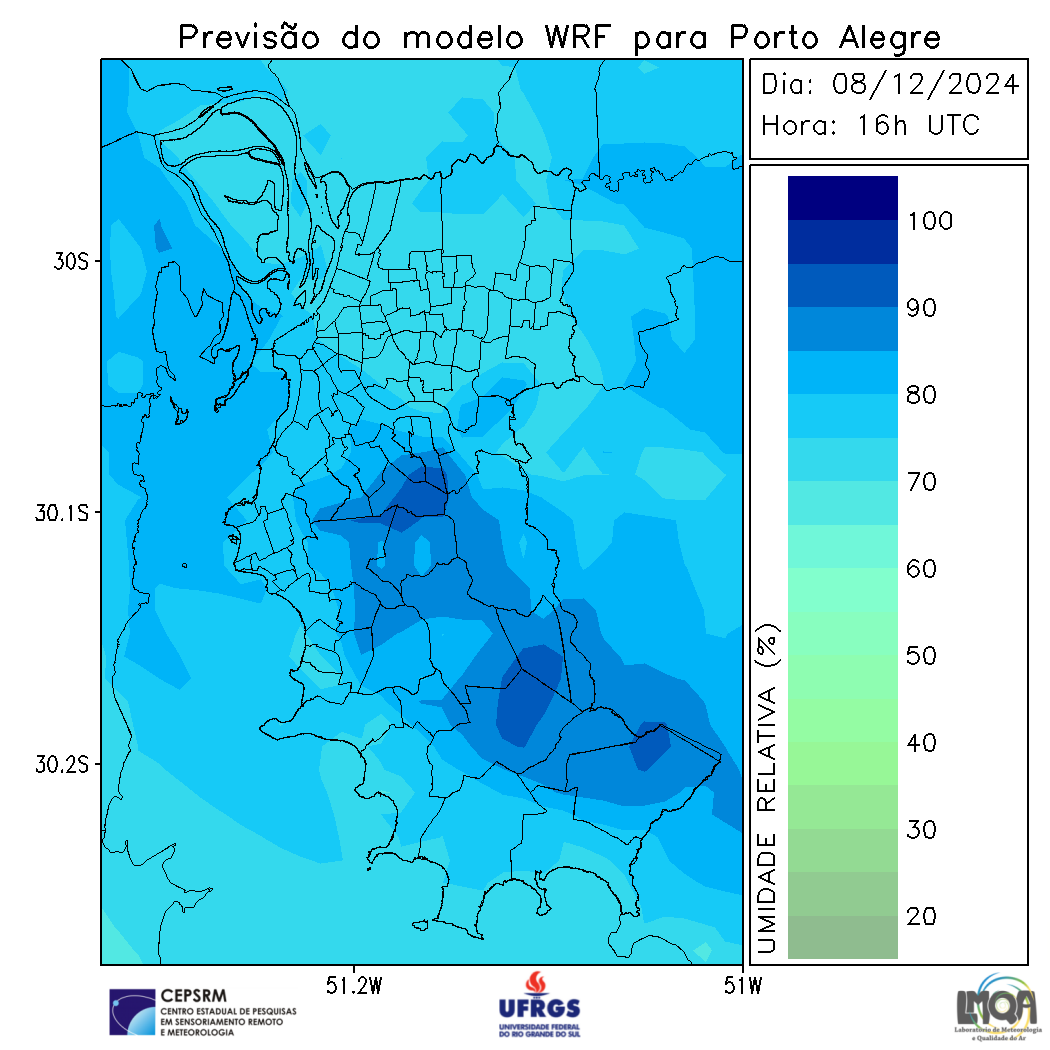 Previsão do modelo WRF para Porto Alegre
Dia: 08/12/2024
Hora: 16h UTC
100
90
80
70
60
50
40
30
20
UMIDADE RELATIVA (%)
30S
30.1S
30.2S
51.2W
51W
CEPSRM
CENTRO ESTADUAL DE PESQUISAS
EM SENSORIAMENTO REMOTO
E METEOROLOGIA
UFRGS
UNIVERSIDADE FEDERAL
DO RIO GRANDE DO SUL
LMQA
Laboratório de Meteorologia
e Qualidade do Ar